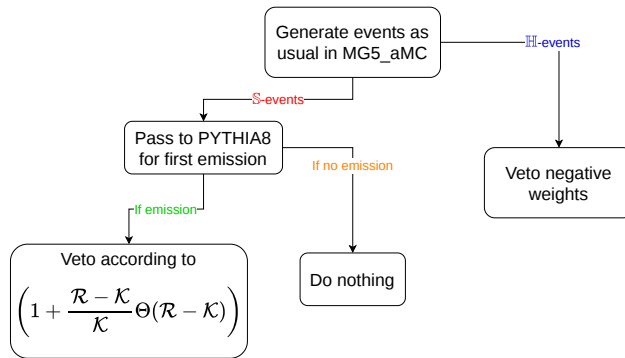 Generate events as
usual in MG5_aMC
ℍ-events
𝕊-events
Pass to PYTHIA8
for first emission
If no emission
Veto negative
weights
If emission
Veto according to
(1 + \frac{ℛ − 𝒦}{𝒦} Θ(ℛ − 𝒦))
Do nothing